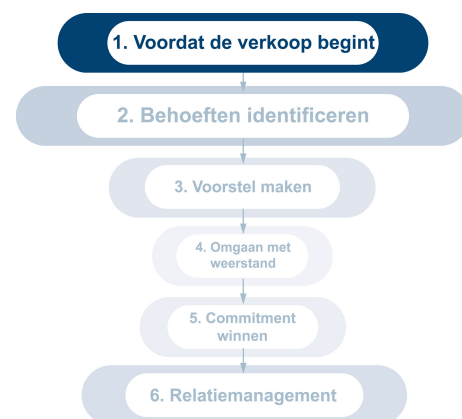 1. Voordat de verkoop begint
2. Behoeften identificeren
3. Voorstel maken
4. Omgaan met
weerstand
5. Commitment
winnen
6. Relatiemanagement